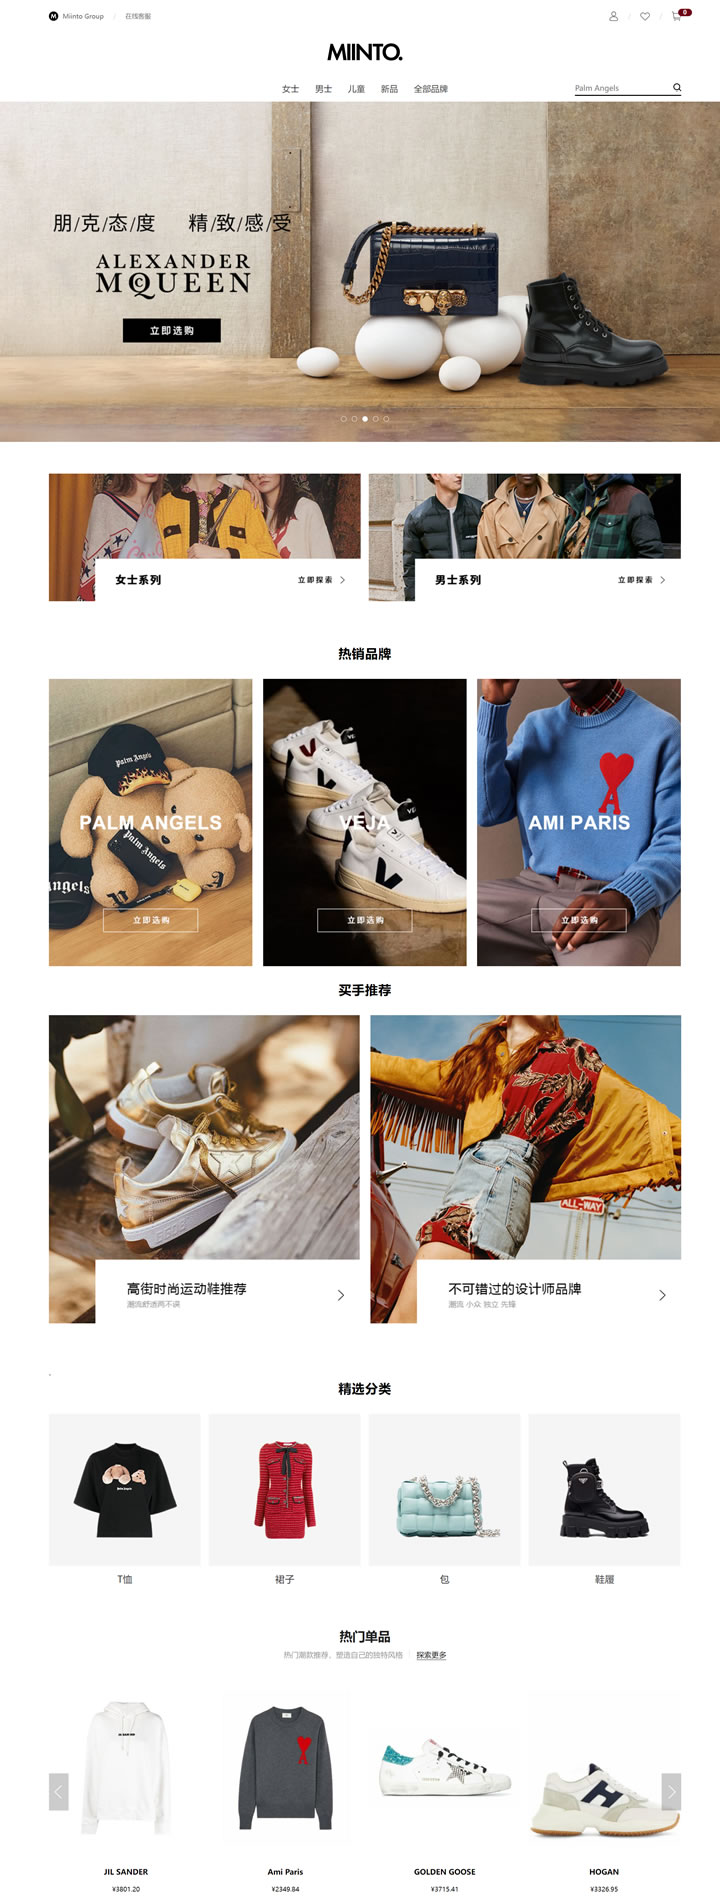 Miinto Group
在线客服
0
MIINTO.
女士
男士
儿童
新品
全部品牌
Palm Angels
朋/克/态/度 精/致/感/受
ALEXANDER
McQUEEN
立即选购
女士系列
立即探索
男士系列
立即探索
热销品牌
Palm Angels
PALM ANGELS
Palm Angels
立即选购
VEJA
立即选购
A
AMI PARIS
立即选购
买手推荐
高街时尚运动鞋推荐
潮流舒适两不误
ALL-WAY
不可错过的设计师品牌
潮流 小众 独立 先锋
精选分类
T恤
裙子
包
鞋履
热门单品
热门潮款推荐，塑造自己的独特风格
探索更多
JIL SANDER
¥3801.20
Ami Paris
¥2349.84
GOLDEN GOOSE
¥3715.41
HOGAN
¥3326.95